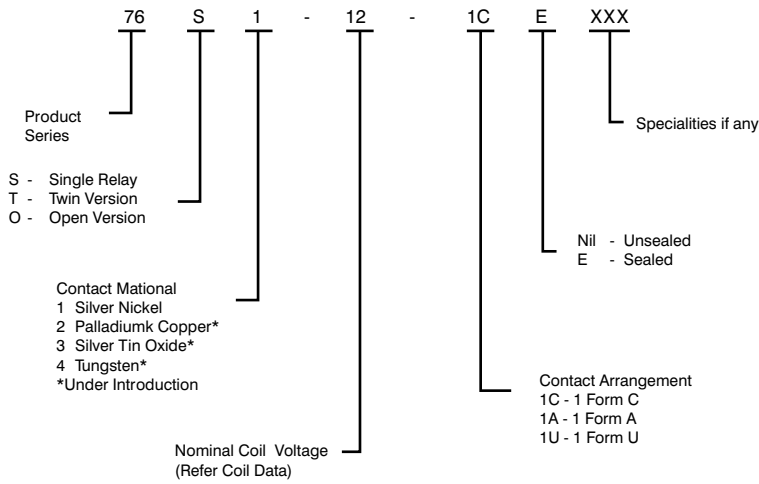 76 S 1 - 12 - 1C E XXX
Product
Series
Specialities if any
S - Single Relay
T - Twin Version
O - Open Version
Nil - Unsealed
E - Sealed
Contact Mational
1 Silver Nickel
2 Palladiumk Copper*
3 Silver Tin Oxide*
4 Tungsten*
*Under Introduction
Contact Arrangement
1C - 1 Form C
1A - 1 Form A
1U - 1 Form U
Nominal Coil Voltage
(Refer Coil Data)